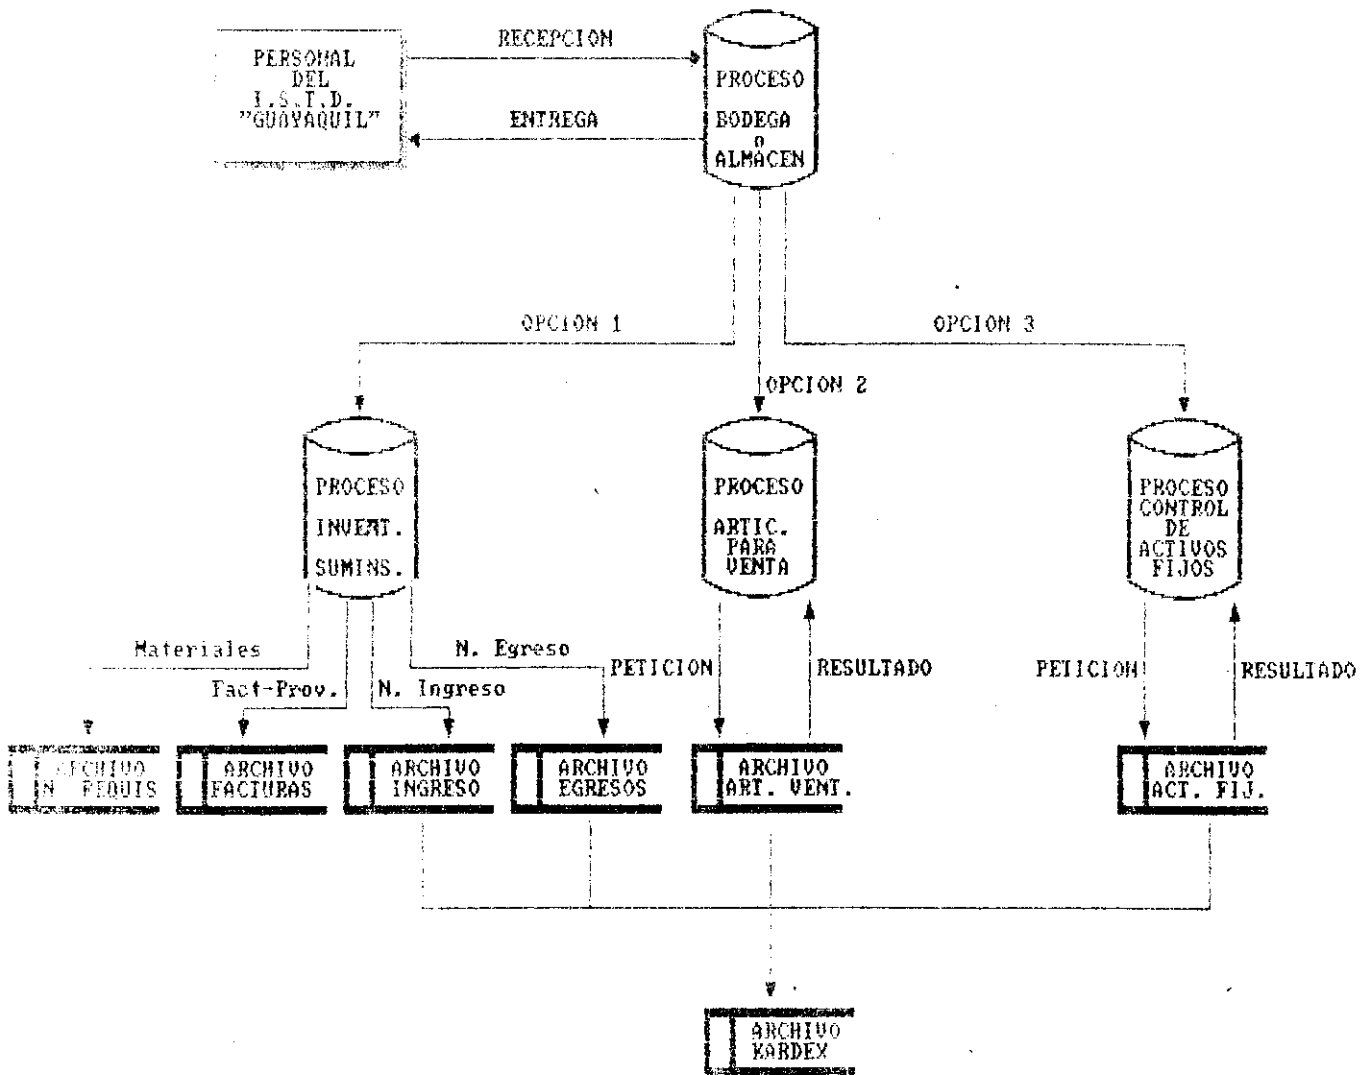 PERSONAL
DEL
I.S.T.D.
"GUAYAQUIL"
RECEPCION
ENTREGA
PROCESO
BODEGA
O
ALMACEN
OPCION 1
OPCION 2
OPCION 3
PROCESO
INVENT.
SUMINS.
PROCESO
ARTIC.
PARA
VENTA
PROCESO
CONTROL
DE
ACTIVOS
FIJOS
Materiales
Fact-Prov.
N. Ingreso
N. Egreso
PETICION
RESULTADO
PETICION
RESULTADO
ARCHIVO
N REQUIS
ARCHIVO
FACTURAS
ARCHIVO
INGRESO
ARCHIVO
EGRESOS
ARCHIVO
ART. VENT.
ARCHIVO
ACT. FIJ.
ARCHIVO
KARDEX